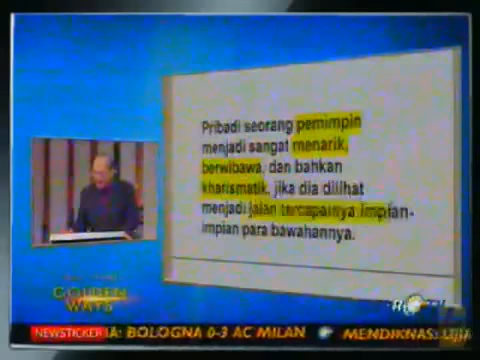 Pribadi seorang pemimpin
menjadi sangat menarik,
berwibawa, dan bahkan
kharismatik, jika dia dilihat
menjadi jalan tercapainya impian-
impian para bawahannya.
GOLDEN
WAYS
NEWSTICKER A: BOLOGNA 0-3 AC MILAN MENDIKNAS: UJIA